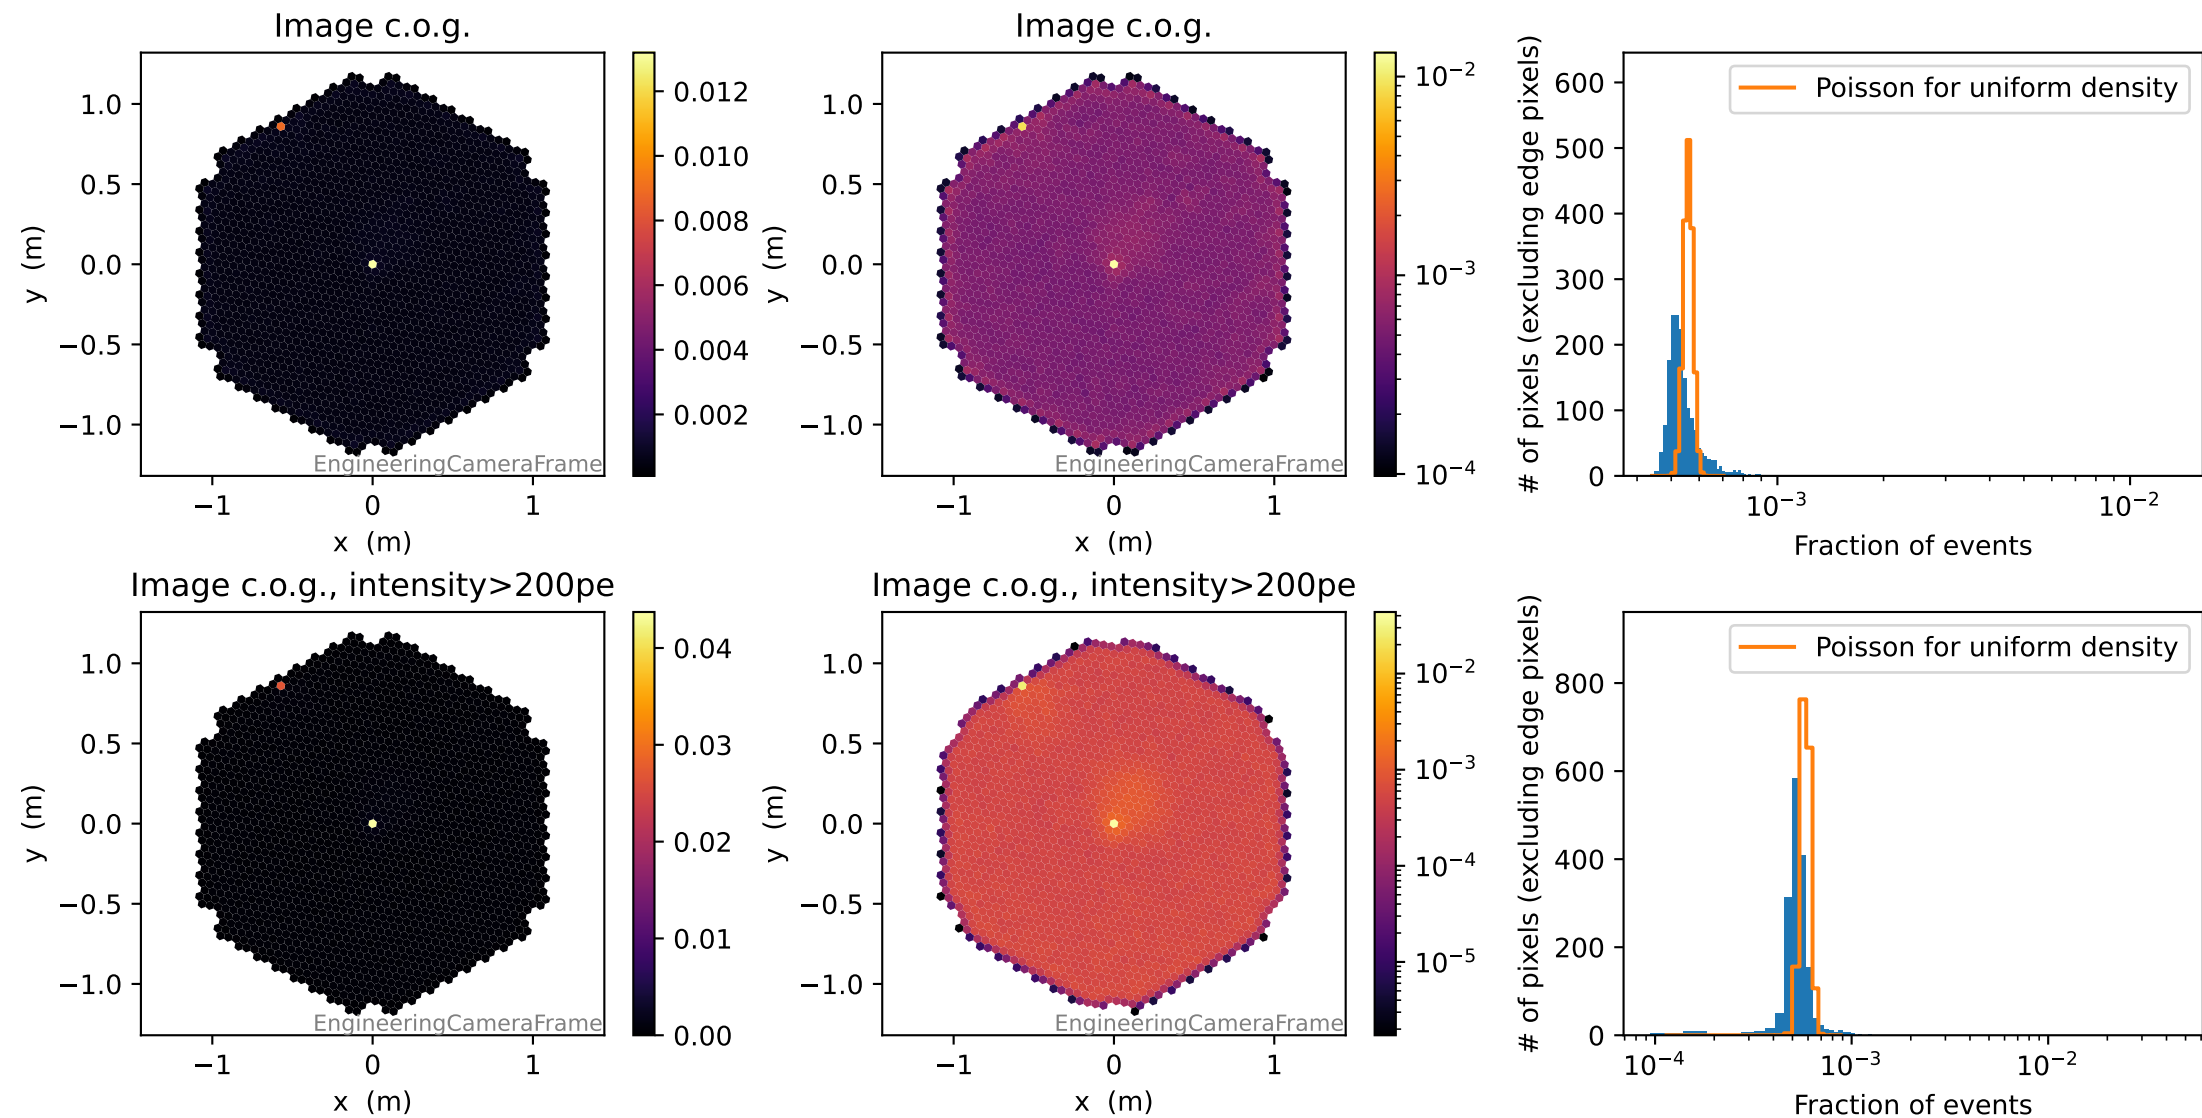 Image c.o.g.
1.0
0.5
0.0
−0.5
−1.0
y (m)
−1 0 1
x (m)
EngineeringCameraFrame
0.012
0.010
0.008
0.006
0.004
0.002
Image c.o.g.
1.0
0.5
0.0
−0.5
−1.0
y (m)
−1 0 1
x (m)
EngineeringCameraFrame
10⁻²
10⁻³
10⁻⁴
# of pixels (excluding edge pixels)
600
500
400
300
200
100
0
Poisson for uniform density
10⁻³ 10⁻²
Fraction of events
Image c.o.g., intensity>200pe
1.0
0.5
0.0
−0.5
−1.0
y (m)
−1 0 1
x (m)
EngineeringCameraFrame
0.04
0.03
0.02
0.01
0.00
Image c.o.g., intensity>200pe
1.0
0.5
0.0
−0.5
−1.0
y (m)
−1 0 1
x (m)
EngineeringCameraFrame
10⁻²
10⁻³
10⁻⁴
10⁻⁵
# of pixels (excluding edge pixels)
800
600
400
200
0
Poisson for uniform density
10⁻⁴ 10⁻³ 10⁻²
Fraction of events